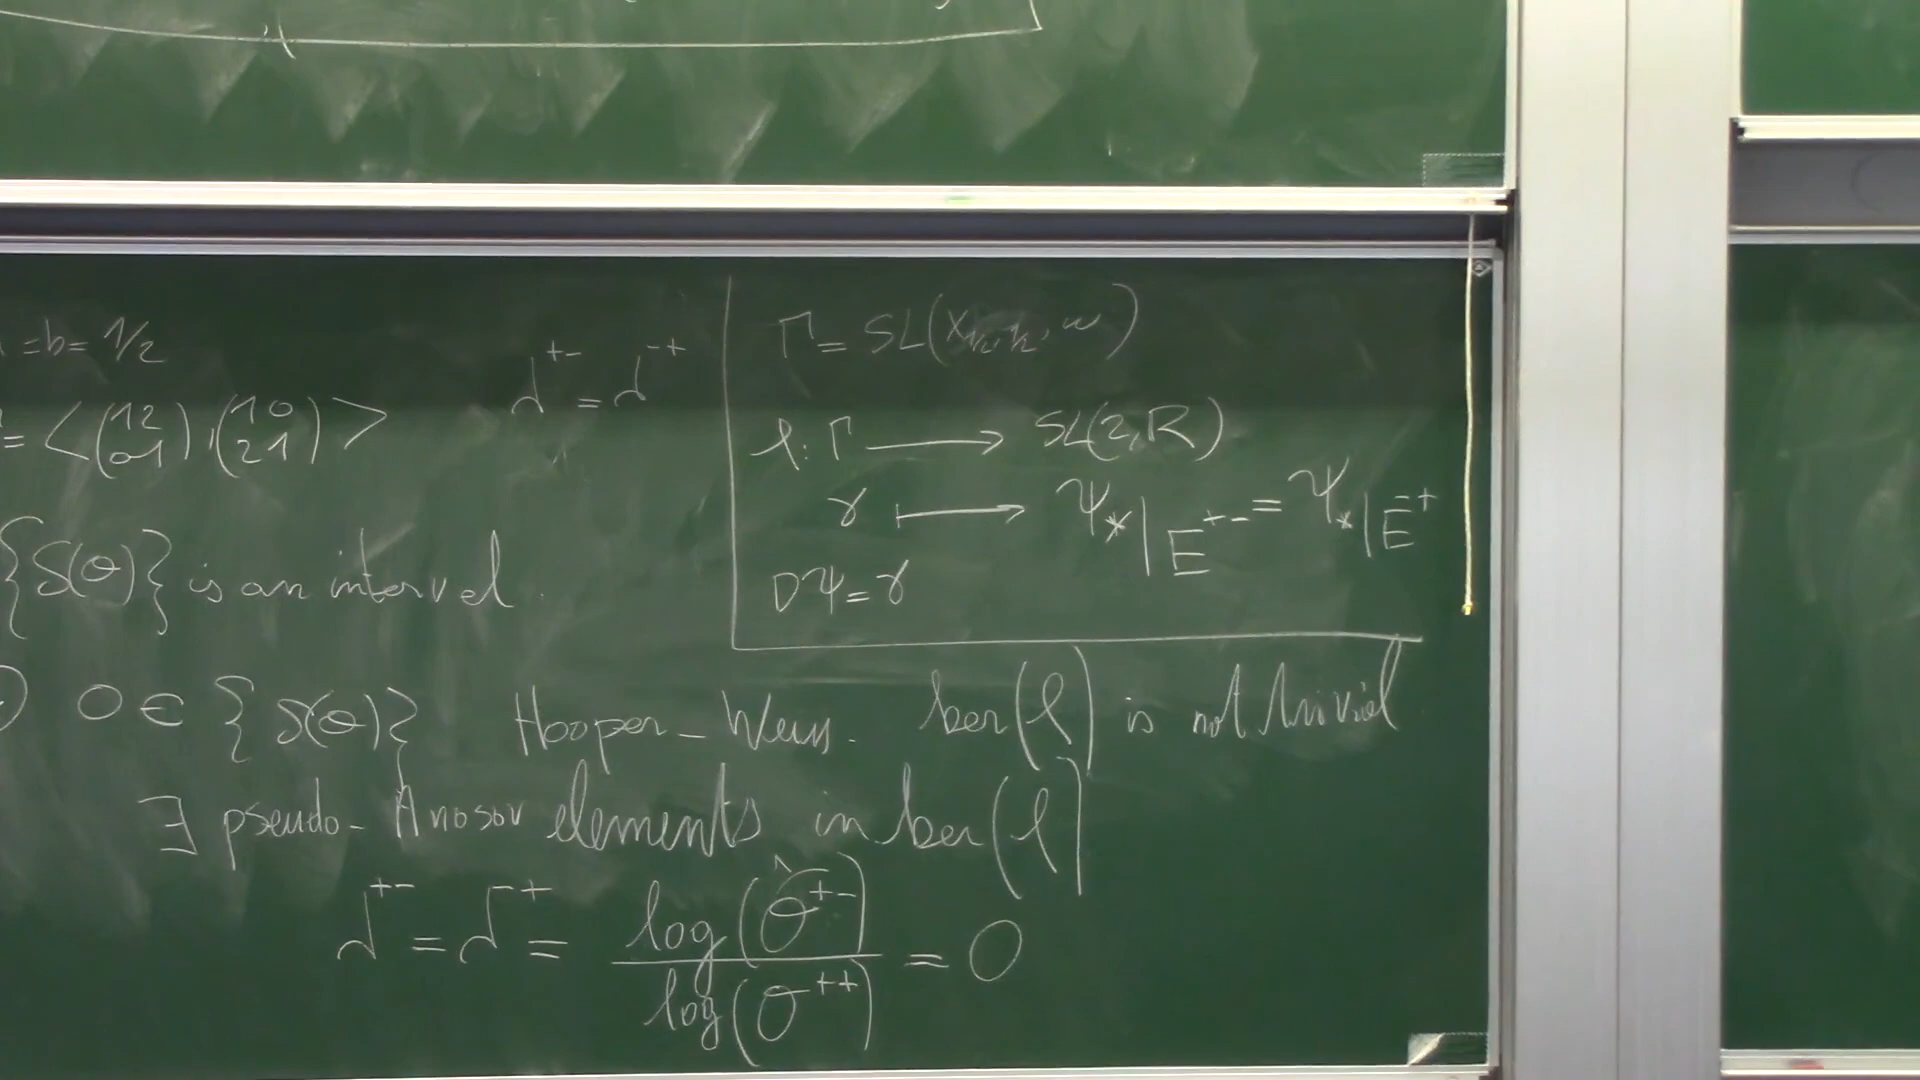 =b= 1/2
= < (1 2 0 1), (1 0 2 1) >
δ^{+-} = δ^{-+}
{δ(θ)} is an interval.
0 ∈ {δ(θ)}
Γ = SL(X, ω)
ρ: Γ ⟶ SL(2,R)
γ ⟼ Ψ_*|E^{+-} = Ψ_*|E^{-+}
DΨ = γ
Hooper - Weiss. ker(ρ) is not trivial
∃ pseudo-Anosov elements in ker(ρ)
δ^{+-} = δ^{-+} = log(θ^{+-}) / log(θ^{++}) = 0